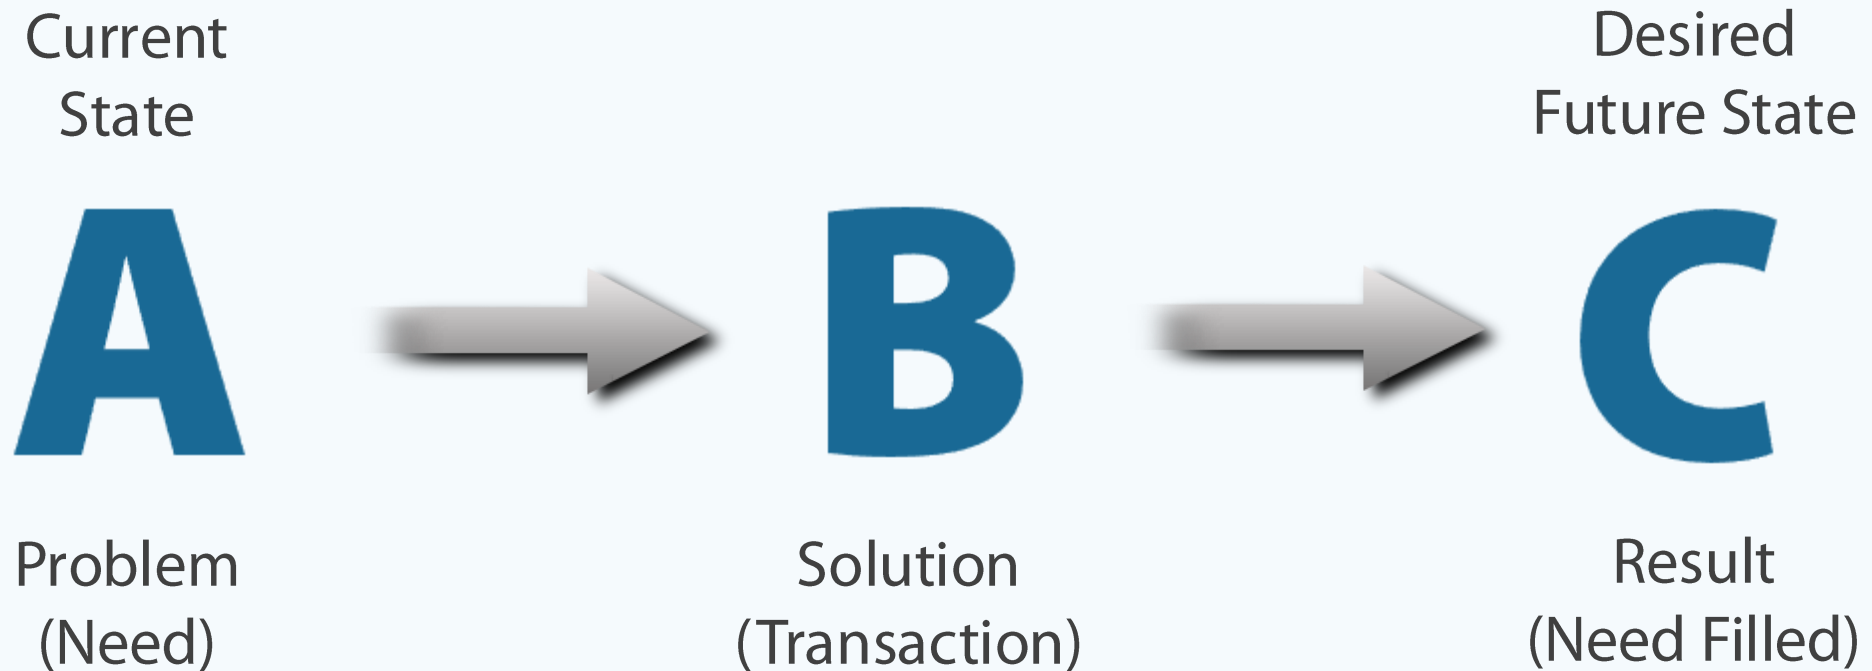 Current
State
Desired
Future State
A
B
C
Problem
(Need)
Solution
(Transaction)
Result
(Need Filled)